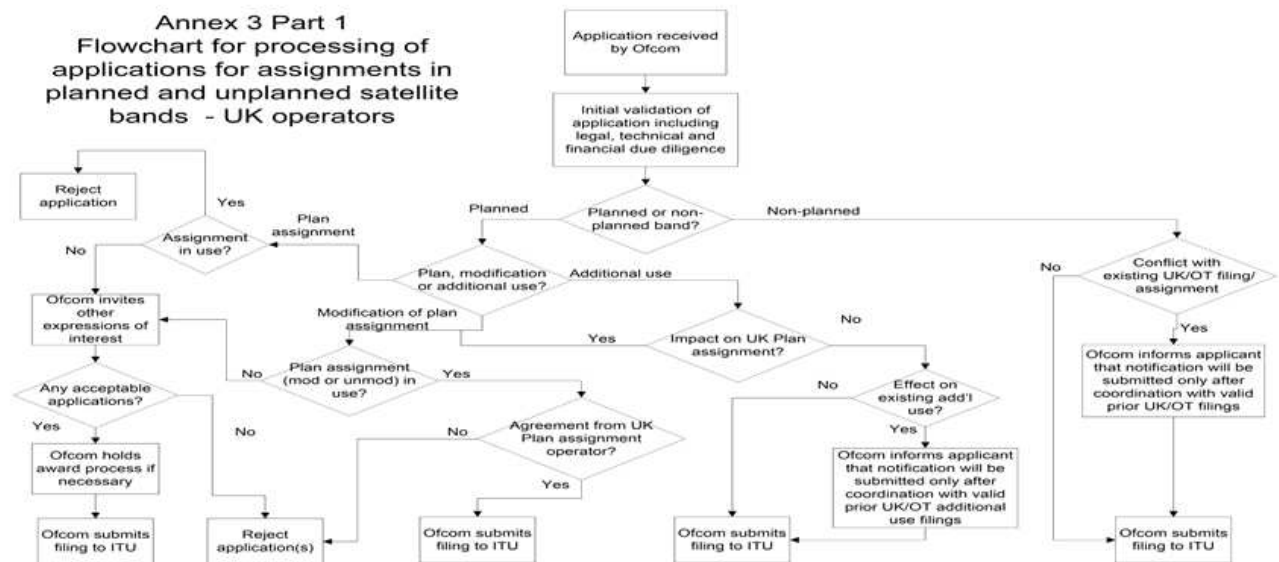 Annex 3 Part 1
Flowchart for processing of
applications for assignments in
planned and unplanned satellite
bands - UK operators
Application received
by Ofcom
Initial validation of
application including
legal, technical and
financial due diligence
Planned or non-
planned band?
Planned
Non-planned
Reject
application
Yes
Plan
assignment
Assignment
in use?
No
Plan, modification
or additional use?
Additional use
Conflict with
existing UK/OT filing/
assignment
No
Yes
Ofcom invites
other
expressions of
interest
Modification of plan
assignment
Impact on UK Plan
assignment?
Yes
No
Ofcom informs applicant
that notification will be
submitted only after
coordination with valid
prior UK/OT filings
Any acceptable
applications?
Yes
No
Plan assignment
(mod or unmod) in
use?
No
Yes
Effect on
existing add'l
use?
No
Yes
Agreement from UK
Plan assignment
operator?
No
Yes
Ofcom holds
award process if
necessary
Ofcom informs applicant
that notification will be
submitted only after
coordination with valid
prior UK/OT additional
use filings
Ofcom submits
filing to ITU
Reject
application(s)
Ofcom submits
filing to ITU
Ofcom submits
filing to ITU
Ofcom submits
filing to ITU